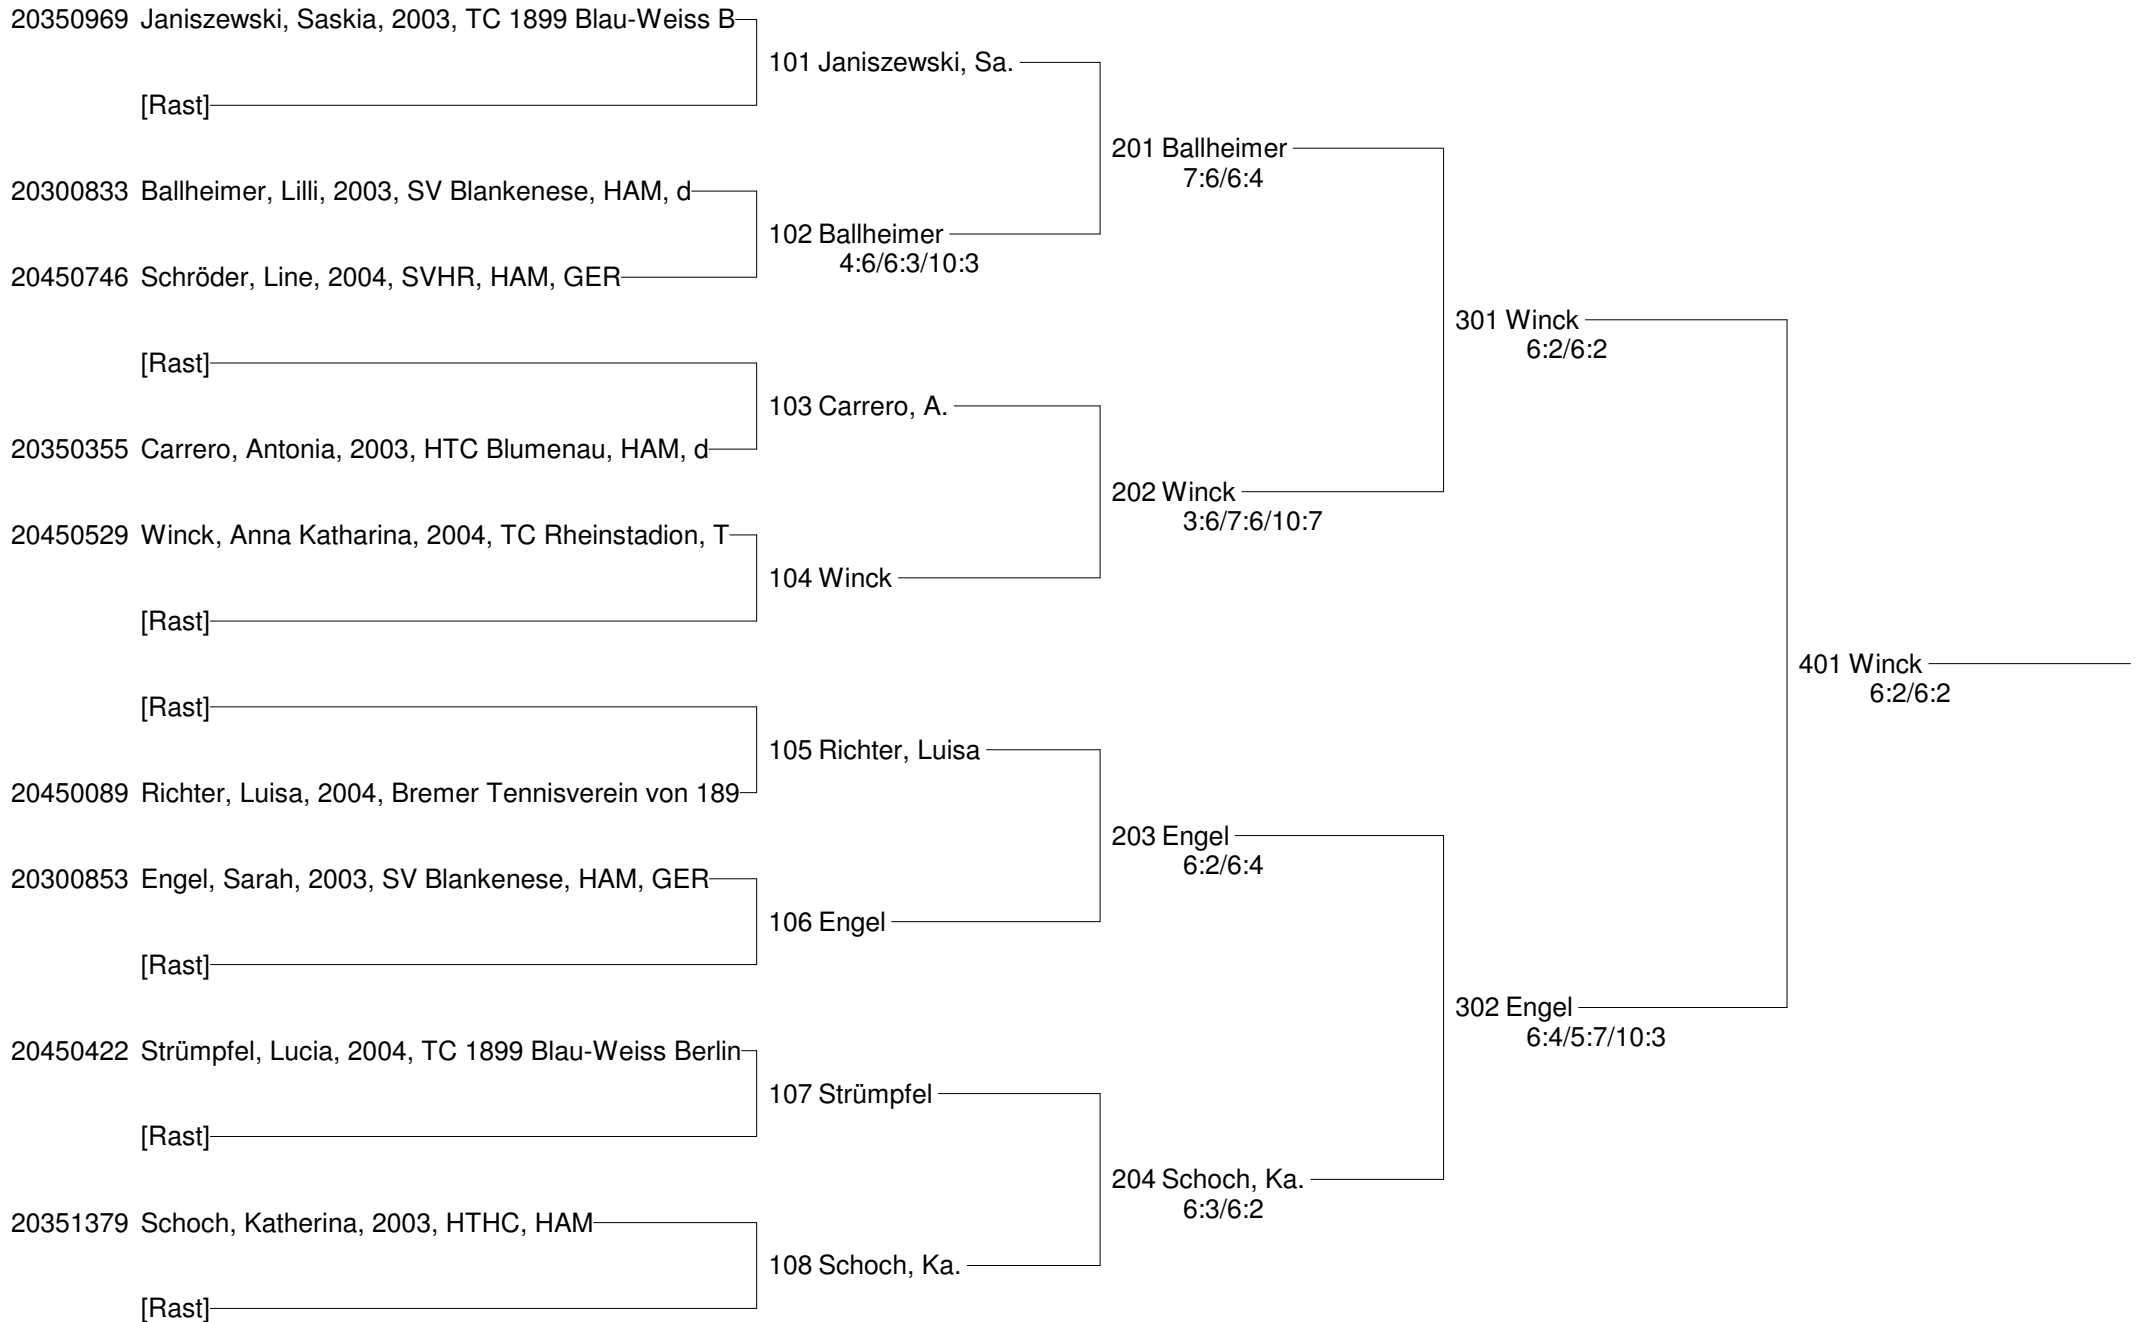 20350969 Janiszewski, Saskia, 2003, TC 1899 Blau-Weiss B
101 Janiszewski, Sa.
[Rast]
201 Ballheimer
7:6/6:4
20300833 Ballheimer, Lilli, 2003, SV Blankenese, HAM, d
102 Ballheimer
4:6/6:3/10:3
20450746 Schröder, Line, 2004, SVHR, HAM, GER
301 Winck
6:2/6:2
[Rast]
103 Carrero, A.
20350355 Carrero, Antonia, 2003, HTC Blumenau, HAM, d
202 Winck
3:6/7:6/10:7
20450529 Winck, Anna Katharina, 2004, TC Rheinstadion, T
104 Winck
[Rast]
401 Winck
6:2/6:2
[Rast]
105 Richter, Luisa
20450089 Richter, Luisa, 2004, Bremer Tennisverein von 189
203 Engel
6:2/6:4
20300853 Engel, Sarah, 2003, SV Blankenese, HAM, GER
106 Engel
[Rast]
302 Engel
6:4/5:7/10:3
20450422 Strümpfel, Lucia, 2004, TC 1899 Blau-Weiss Berlin
107 Strümpfel
[Rast]
204 Schoch, Ka.
6:3/6:2
20351379 Schoch, Katherina, 2003, HTHC, HAM
108 Schoch, Ka.
[Rast]